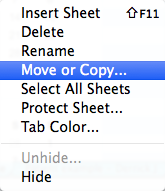 Insert Sheet ⇧F11
Delete
Rename
Move or Copy...
Select All Sheets
Protect Sheet...
Tab Color...
Unhide...
Hide